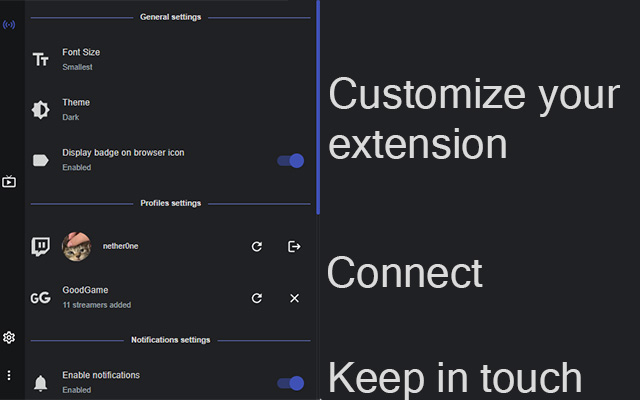 General settings
Font Size
Smallest
Theme
Dark
Display badge on browser icon
Enabled
Profiles settings
nether0ne
GG
GoodGame
11 streamers added
Notifications settings
Enable notifications
Enabled
Customize your
extension
Connect
Keep in touch